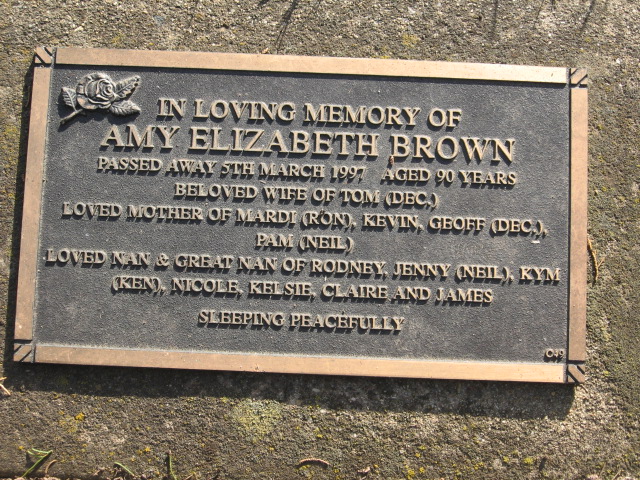 IN LOVING MEMORY OF
AMY ELIZABETH BROWN
PASSED AWAY 5TH MARCH 1997 AGED 90 YEARS
BELOVED WIFE OF TOM (DEC.)
LOVED MOTHER OF MARDI (RON), KEVIN, GEOFF (DEC.),
PAM (NEIL)
LOVED NAN & GREAT NAN OF RODNEY, JENNY (NEIL), KYM
(KEN), NICOLE, KELSIE, CLAIRE AND JAMES
SLEEPING PEACEFULLY